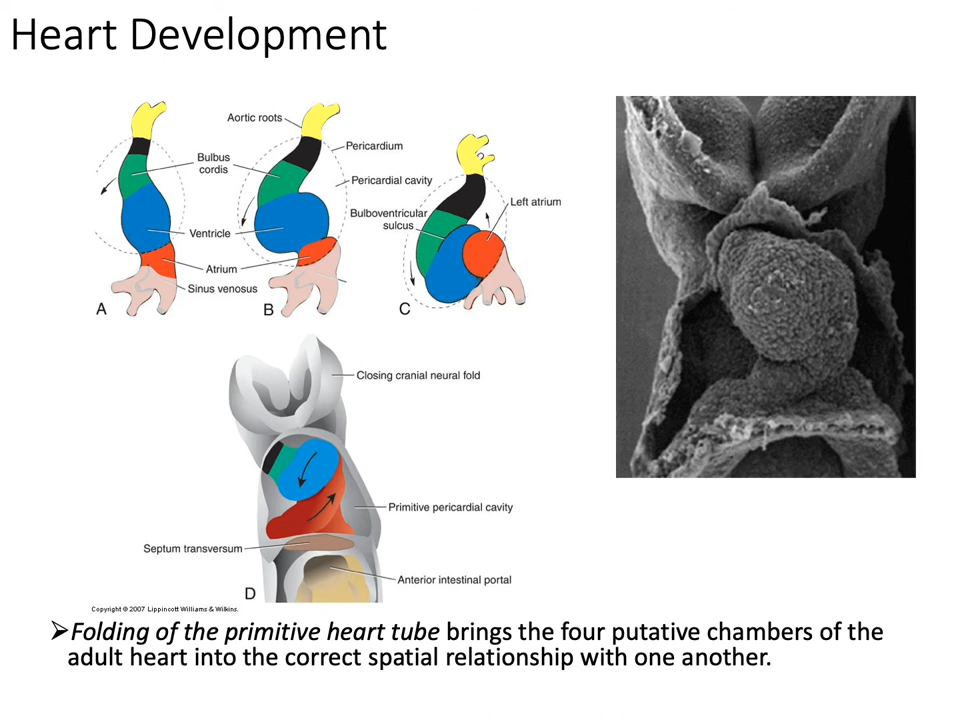 Heart Development
Aortic roots
Pericardium
Bulbus
cordis
Pericardial cavity
Left atrium
Bulboventricular
sulcus
Ventricle
Atrium
Sinus venosus
A
B
C
Closing cranial neural fold
Primitive pericardial cavity
Septum transversum
Anterior intestinal portal
D
Copyright © 2007 Lippincott Williams & Wilkins.
➢Folding of the primitive heart tube brings the four putative chambers of the
adult heart into the correct spatial relationship with one another.